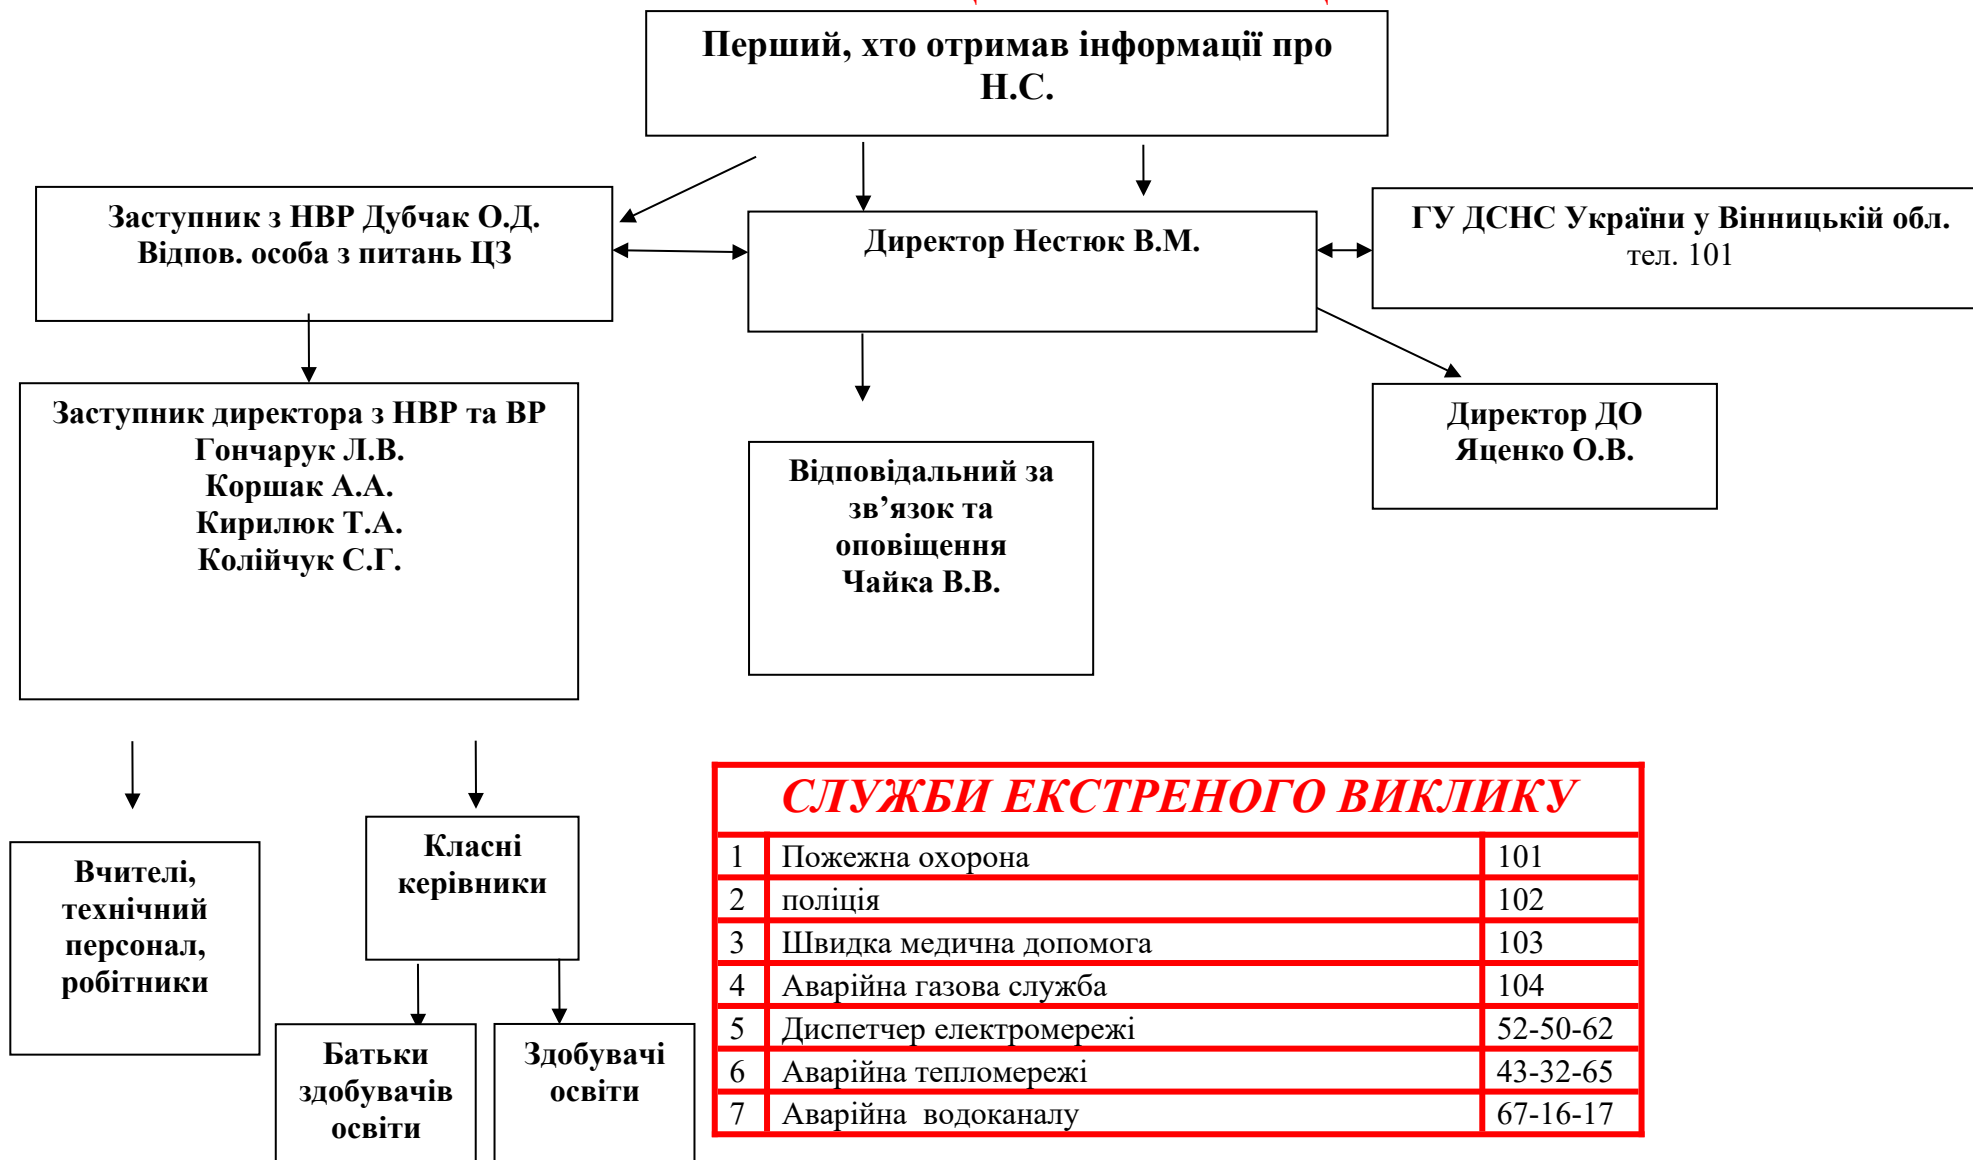 Перший, хто отримав інформації про
Н.С.
Заступник з НВР Дубчак О.Д.
Відпов. особа з питань ЦЗ
Директор Нестюк В.М.
ГУ ДСНС України у Вінницькій обл.
тел. 101
Заступник директора з НВР та ВР
Гончарук Л.В.
Коршак А.А.
Кирилюк Т.А.
Колійчук С.Г.
Відповідальний за
зв’язок та
оповіщення
Чайка В.В.
Директор ДО
Яценко О.В.
Вчителі,
технічний
персонал,
робітники
Класні
керівники
Батьки
здобувачів
освіти
Здобувачі
освіти
СЛУЖБИ ЕКСТРЕНОГО ВИКЛИКУ
1 Пожежна охорона 101
2 поліція 102
3 Швидка медична допомога 103
4 Аварійна газова служба 104
5 Диспетчер електромережі 52-50-62
6 Аварійна тепломережі 43-32-65
7 Аварійна водоканалу 67-16-17